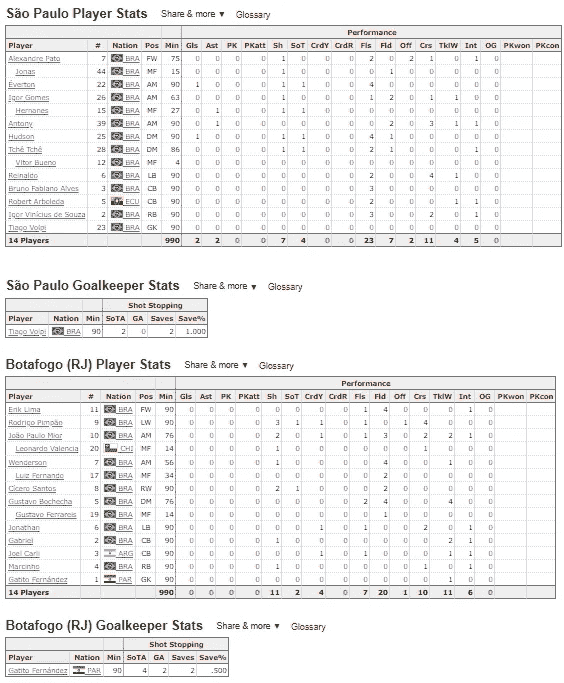 São Paulo Player Stats Share & more ▼ Glossary
Performance
Player # Nation Pos Min Gls Ast PK PKatt Sh SoT CrdY CrdR Fls Fld Off Crs TklW Int OG PKwon PKcon
Alexandre Pato 7 BRA FW 75 0 0 0 0 1 0 0 0 2 0 2 1 0 1 0
Jonas 44 BRA MF 15 0 0 0 0 0 0 0 0 0 1 0 0 0 0 0
Éverton 22 BRA AM 90 1 0 0 0 1 1 0 0 4 0 0 0 0 0 0
Igor Gomes 26 BRA AM 63 0 0 0 0 1 0 0 0 1 2 0 1 1 0 0
Hernanes 15 BRA MF 27 0 1 0 0 1 1 0 0 0 0 0 0 0 0 0
Antony 39 BRA AM 90 0 1 0 0 1 0 0 0 0 2 0 3 1 1 0
Hudson 25 BRA DM 90 1 0 0 0 1 1 0 0 4 1 0 0 0 0 0
Tchê Tchê 28 BRA DM 86 0 0 0 0 1 1 0 0 2 1 0 0 0 1 0
Vitor Bueno 12 BRA MF 4 0 0 0 0 0 0 0 0 0 0 0 0 0 0 0
Reinaldo 6 BRA LB 90 0 0 0 0 0 0 0 0 2 0 0 4 1 0 0
Bruno Fabiano Alves 3 BRA CB 90 0 0 0 0 0 0 0 0 3 0 0 0 0 0 0
Robert Arboleda 5 ECU CB 90 0 0 0 0 0 0 0 0 2 0 0 0 1 1 0
Igor Vinícius de Souza 2 BRA RB 90 0 0 0 0 0 0 0 0 3 0 0 2 0 1 0
Tiago Volpi 23 BRA GK 90 0 0 0 0 0 0 0 0 0 0 0 0 0 0 0
14 Players 990 2 2 0 0 7 4 0 0 23 7 2 11 4 5 0
São Paulo Goalkeeper Stats Share & more ▼ Glossary
Shot Stopping
Player Nation Min SoTA GA Saves Save%
Tiago Volpi BRA 90 2 0 2 1.000
Botafogo (RJ) Player Stats Share & more ▼ Glossary
Performance
Player # Nation Pos Min Gls Ast PK PKatt Sh SoT CrdY CrdR Fls Fld Off Crs TklW Int OG PKwon PKcon
Erik Lima 11 BRA FW 90 0 0 0 0 0 0 0 0 1 4 0 0 0 1 0
Rodrigo Pimpão 9 BRA LW 90 0 0 0 0 3 1 1 0 1 0 1 4 0 0 0
João Paulo Mior 10 BRA AM 76 0 0 0 0 2 0 1 0 1 3 0 2 2 1 0
Leonardo Valencia 20 CHI MF 14 0 0 0 0 0 0 0 0 0 0 0 1 0 0 0
Wenderson 7 BRA AM 56 0 0 0 0 1 0 0 0 0 4 0 0 1 0 0
Luiz Fernando 17 BRA MF 34 0 0 0 0 0 0 0 0 0 2 0 0 0 0 0
Cícero Santos 8 BRA RW 90 0 0 0 0 2 1 0 0 0 2 0 0 0 0 0
Gustavo Bochecha 5 BRA DM 76 0 0 0 0 1 0 0 0 2 4 0 0 4 0 0
Gustavo Ferrareis 19 BRA MF 14 0 0 0 0 0 0 0 0 0 1 0 0 0 0 0
Jonathan 6 BRA LB 90 0 0 0 0 0 0 1 0 1 0 0 2 0 1 0
Gabriel 2 BRA CB 90 0 0 0 0 1 0 0 0 0 0 0 0 2 1 0
Joel Carli 3 ARG CB 90 0 0 0 0 0 0 1 0 1 0 0 0 1 1 0
Marcinho 4 BRA RB 90 0 0 0 0 1 0 0 0 0 0 0 1 0 1 0
Gatito Fernández 1 PAR GK 90 0 0 0 0 0 0 0 0 0 0 0 0 1 0 0
14 Players 990 0 0 0 0 11 2 4 0 7 20 1 10 11 6 0
Botafogo (RJ) Goalkeeper Stats Share & more ▼ Glossary
Shot Stopping
Player Nation Min SoTA GA Saves Save%
Gatito Fernández PAR 90 4 2 2 .500